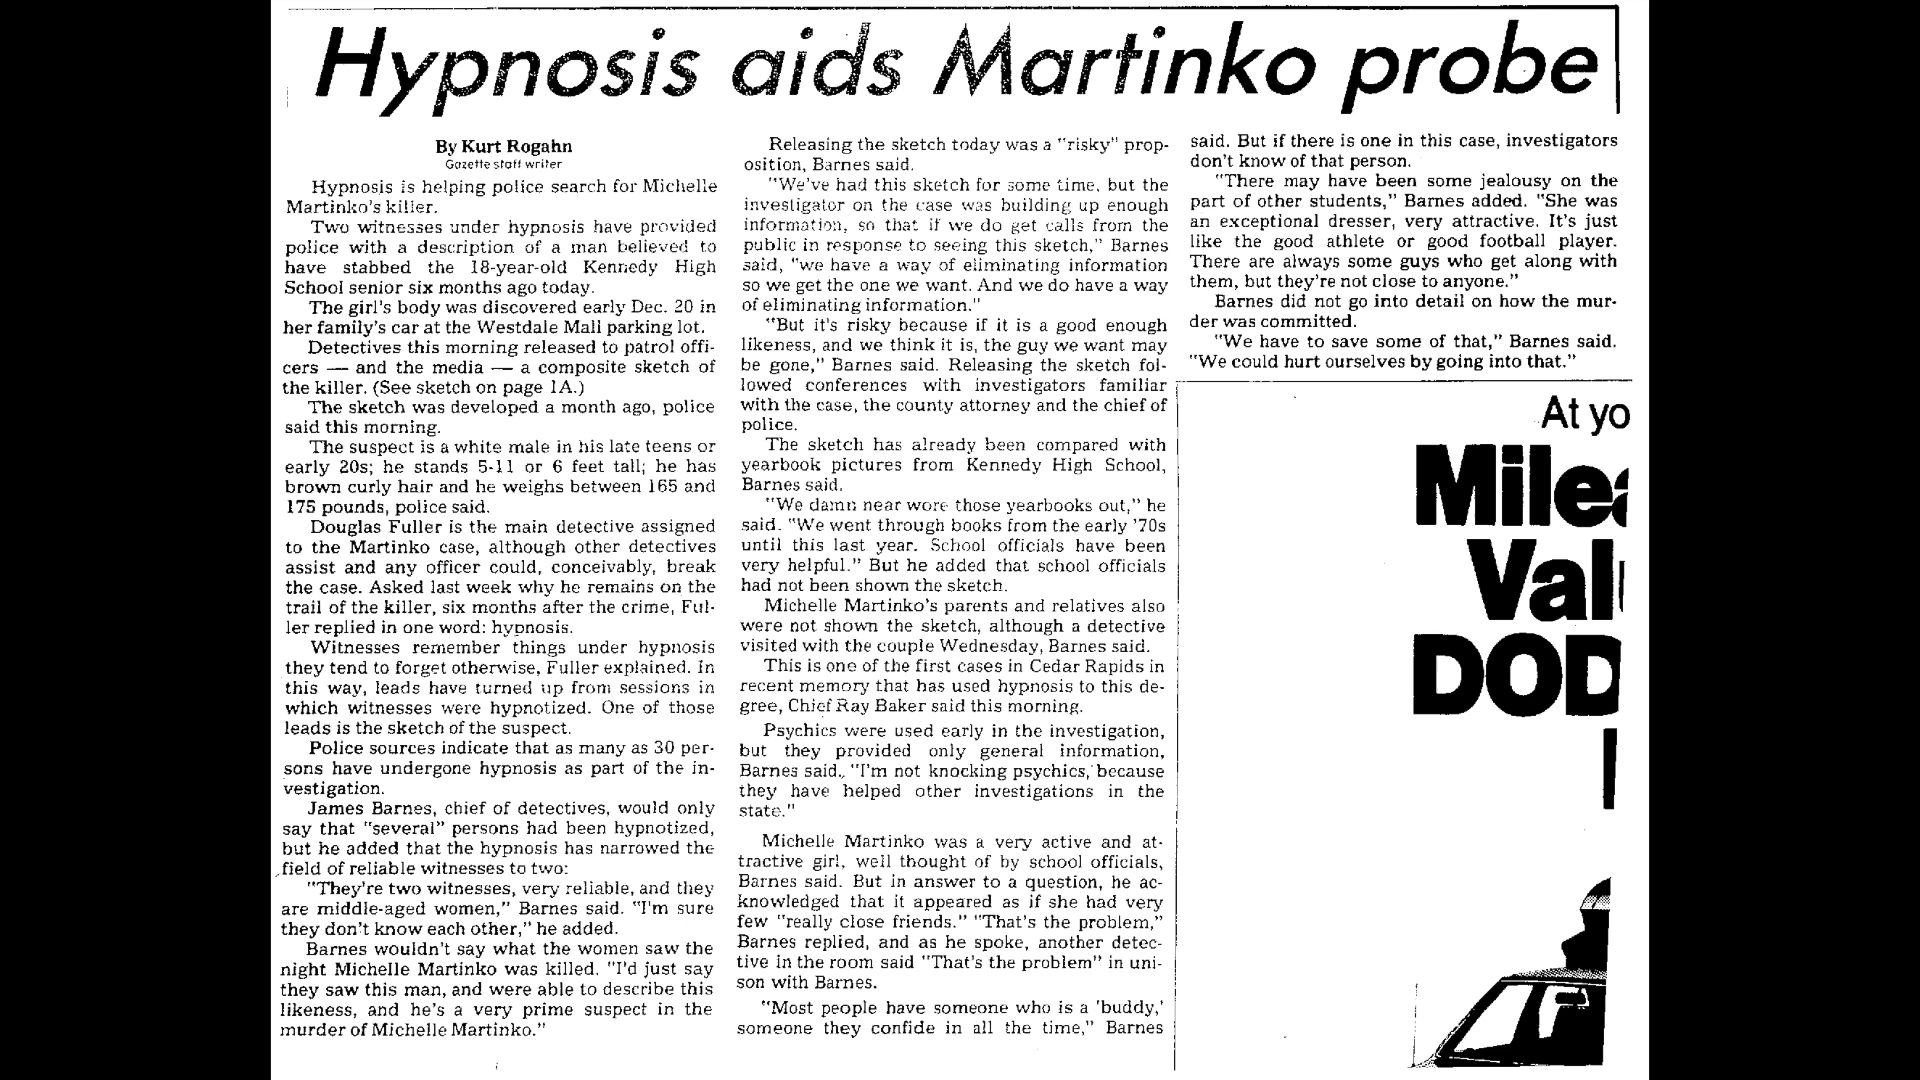 Hypnosis aids Martinko probe
By Kurt Rogahn
Gazette staff writer
Hypnosis is helping police search for Michelle
Martinko's killer.
Two witnesses under hypnosis have provided
police with a description of a man believed to
have stabbed the 18-year-old Kennedy High
School senior six months ago today.
The girl's body was discovered early Dec. 20 in
her family's car at the Westdale Mall parking lot.
Detectives this morning released to patrol offi-
cers — and the media — a composite sketch of
the killer. (See sketch on page 1A.)
The sketch was developed a month ago, police
said this morning.
The suspect is a white male in his late teens or
early 20s; he stands 5-11 or 6 feet tall; he has
brown curly hair and he weighs between 165 and
175 pounds, police said.
Douglas Fuller is the main detective assigned
to the Martinko case, although other detectives
assist and any officer could, conceivably, break
the case. Asked last week why he remains on the
trail of the killer, six months after the crime, Ful-
ler replied in one word: hypnosis.
Witnesses remember things under hypnosis
they tend to forget otherwise, Fuller explained. In
this way, leads have turned up from sessions in
which witnesses were hypnotized. One of those
leads is the sketch of the suspect.
Police sources indicate that as many as 30 per-
sons have undergone hypnosis as part of the in-
vestigation.
James Barnes, chief of detectives, would only
say that "several" persons had been hypnotized,
but he added that the hypnosis has narrowed the
field of reliable witnesses to two:
"They're two witnesses, very reliable, and they
are middle-aged women," Barnes said. "I'm sure
they don't know each other," he added.
Barnes wouldn't say what the women saw the
night Michelle Martinko was killed. "I'd just say
they saw this man, and were able to describe this
likeness, and he's a very prime suspect in the
murder of Michelle Martinko."
Releasing the sketch today was a "risky" prop-
osition, Barnes said.
"We've had this sketch for some time, but the
investigator on the case was building up enough
information, so that if we do get calls from the
public in response to seeing this sketch," Barnes
said, "we have a way of eliminating information
so we get the one we want. And we do have a way
of eliminating information."
"But it's risky because if it is a good enough
likeness, and we think it is, the guy we want may
be gone," Barnes said. Releasing the sketch fol-
lowed conferences with investigators familiar
with the case, the county attorney and the chief of
police.
The sketch has already been compared with
yearbook pictures from Kennedy High School,
Barnes said.
"We damn near wore those yearbooks out," he
said. "We went through books from the early '70s
until this last year. School officials have been
very helpful." But he added that school officials
had not been shown the sketch.
Michelle Martinko's parents and relatives also
were not shown the sketch, although a detective
visited with the couple Wednesday, Barnes said.
This is one of the first cases in Cedar Rapids in
recent memory that has used hypnosis to this de-
gree, Chief Ray Baker said this morning.
Psychics were used early in the investigation,
but they provided only general information,
Barnes said. "I'm not knocking psychics, because
they have helped other investigations in the
state."
Michelle Martinko was a very active and at-
tractive girl, well thought of by school officials,
Barnes said. But in answer to a question, he ac-
knowledged that it appeared as if she had very
few "really close friends." "That's the problem,"
Barnes replied, and as he spoke, another detec-
tive in the room said "That's the problem" in uni-
son with Barnes.
"Most people have someone who is a 'buddy,'
someone they confide in all the time," Barnes
said. But if there is one in this case, investigators
don't know of that person.
"There may have been some jealousy on the
part of other students," Barnes added. "She was
an exceptional dresser, very attractive. It's just
like the good athlete or good football player.
There are always some guys who get along with
them, but they're not close to anyone."
Barnes did not go into detail on how the mur-
der was committed.
"We have to save some of that," Barnes said.
"We could hurt ourselves by going into that."
At yo
Mile
Val
DOD